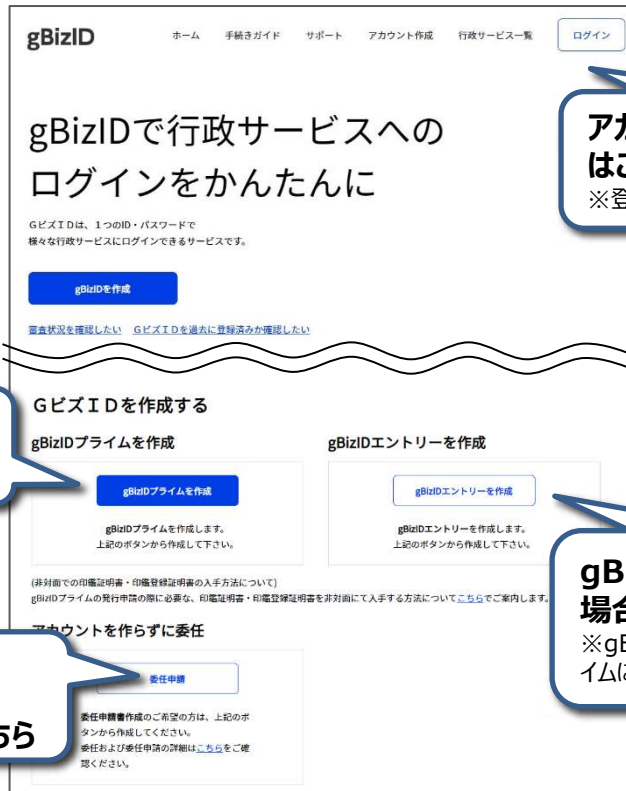 gBizID
ホーム 手続きガイド サポート アカウント作成 行政サービス一覧 ログイン
gBizIDで行政サービスへの
ログインをかんたんに
GビズIDは、1つのID・パスワードで
様々な行政サービスにログインできるサービスです。
gBizIDを作成
審査状況を確認したい GビズIDを過去に登録済みか確認したい
アカ
はこ
※登
GビズIDを作成する
gBizIDプライムを作成 gBizIDエントリーを作成
gBizIDプライムを作成 gBizIDエントリーを作成
gBizIDプライムを作成します。 gBizIDエントリーを作成します。
上記のボタンから作成して下さい。 上記のボタンから作成して下さい。
(非対面での印鑑証明書・印鑑登録証明書の入手方法について)
gBizIDプライムの発行申請の際に必要な、印鑑証明書・印鑑登録証明書を非対面にて入手する方法についてこちらでご案内します。
gB
場合
※gB
イムに
アカウントを作らずに委任
委任申請
委任申請書作成のご希望の方は、上記のボ
タンから作成してください。
委任および委任申請の詳細はこちらをご確
認ください。
ちら